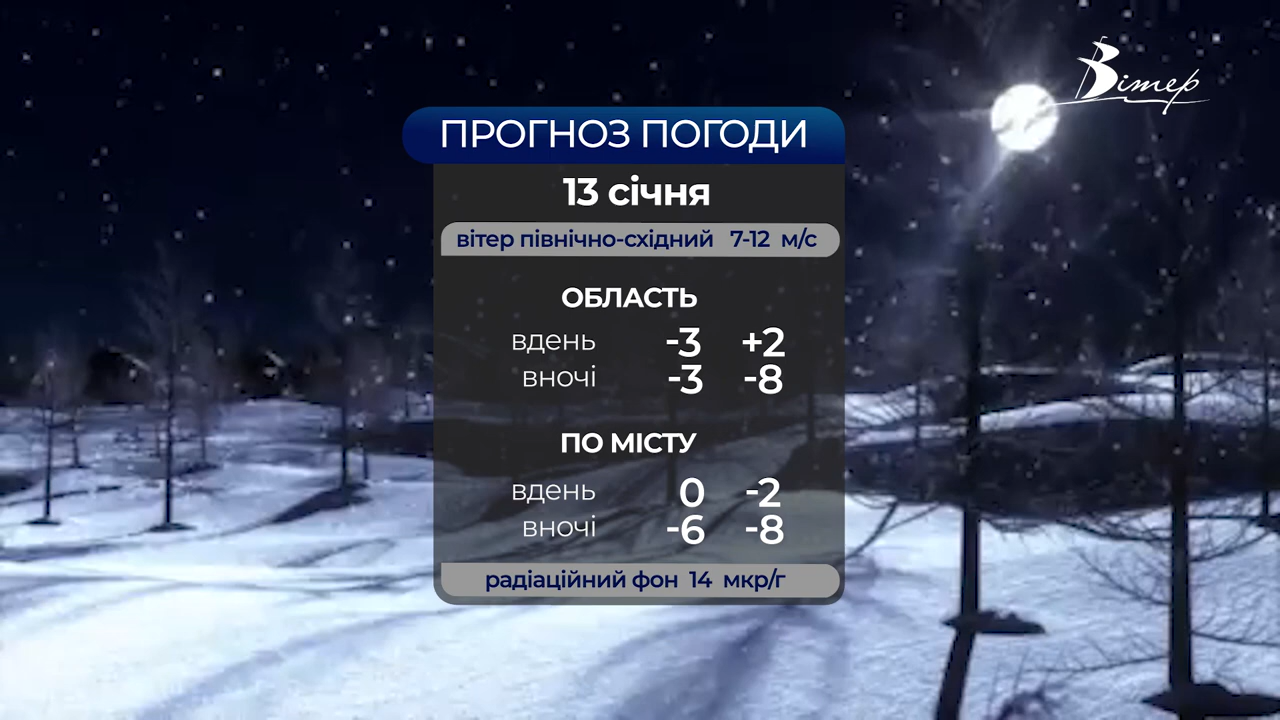 Вітер
ПРОГНОЗ ПОГОДИ
13 січня
вітер північно-східний 7-12 м/с
ОБЛАСТЬ
вдень -3 +2
вночі -3 -8
ПО МІСТУ
вдень 0 -2
вночі -6 -8
радіаційний фон 14 мкр/г